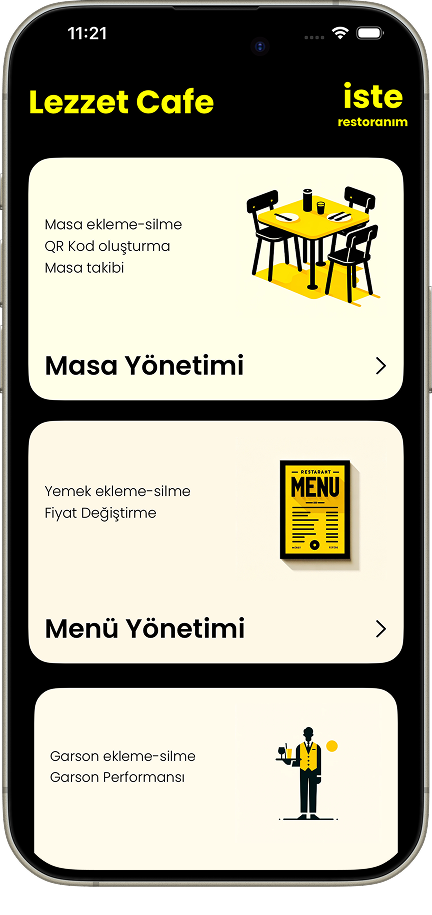 11:21
Lezzet Cafe
iste
restoranım
Masa ekleme-silme
QR Kod oluşturma
Masa takibi
Masa Yönetimi
Yemek ekleme-silme
Fiyat Değiştirme
RESTARANT
MENU
Menü Yönetimi
Garson ekleme-silme
Garson Performansı